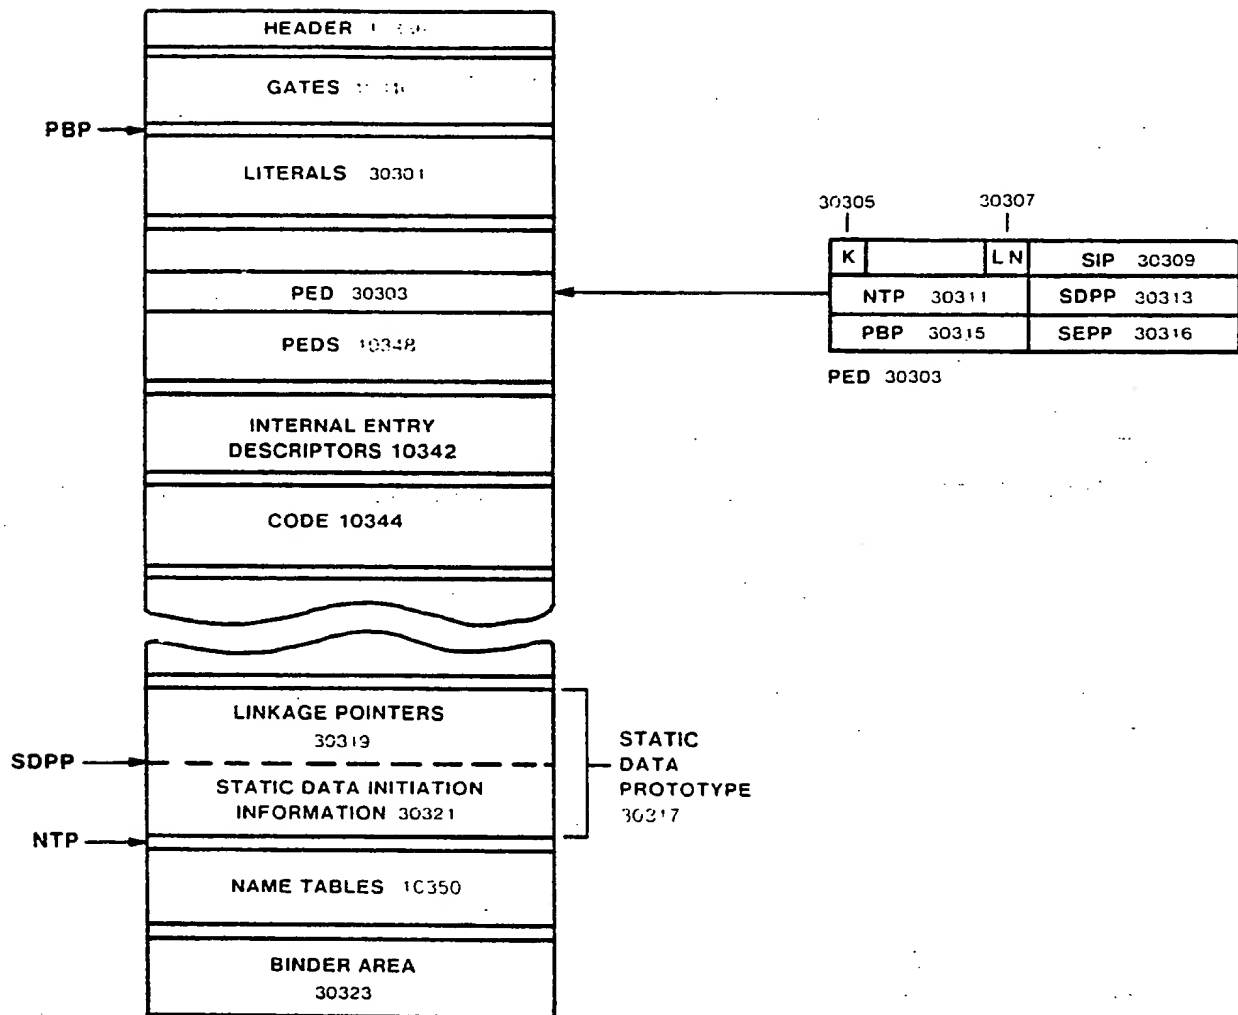 HEADER
GATES
PBP
LITERALS 30301
30305 30307
K LN SIP 30309
PED 30303
NTP 30311 SDPP 30313
PBP 30315 SEPP 30316
PEDS 10348
PED 30303
INTERNAL ENTRY
DESCRIPTORS 10342
CODE 10344
LINKAGE POINTERS
30319
SDPP
STATIC
DATA
PROTOTYPE
30317
STATIC DATA INITIATION
INFORMATION 30321
NTP
NAME TABLES 10350
BINDER AREA
30323